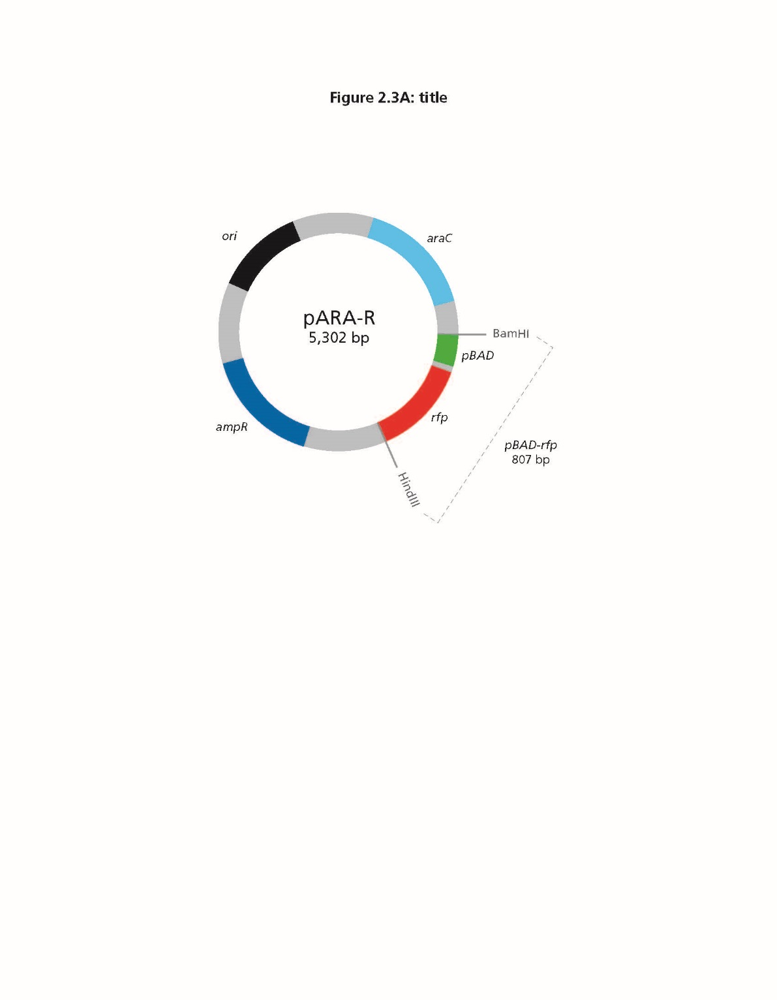 Figure 2.3A: title
ori
araC
pARA-R
5,302 bp
BamHI
pBAD
rfp
ampR
pBAD-rfp
807 bp
HindIII